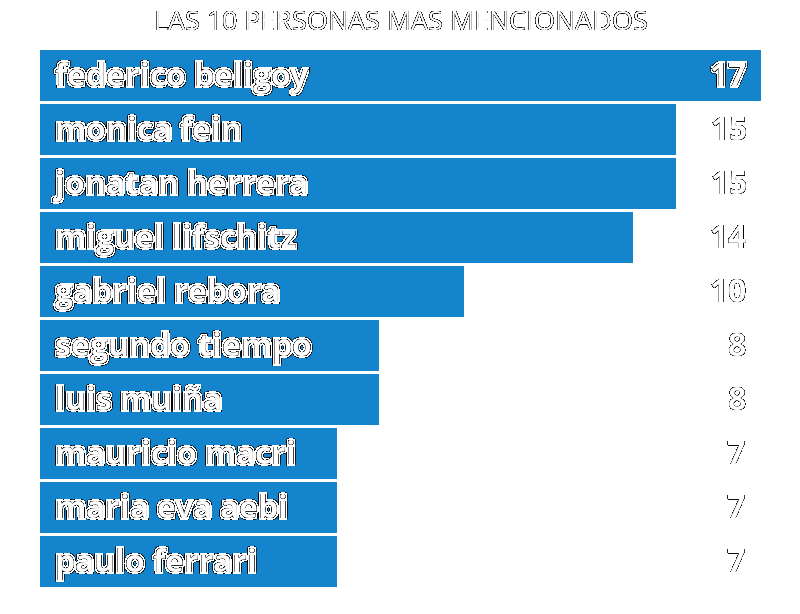 LAS 10 PERSONAS MAS MENCIONADOS
federico beligoy 17
monica fein 15
jonatan herrera 15
miguel lifschitz 14
gabriel rebora 10
segundo tiempo 8
luis muiña 8
mauricio macri 7
maria eva aebi 7
paulo ferrari 7